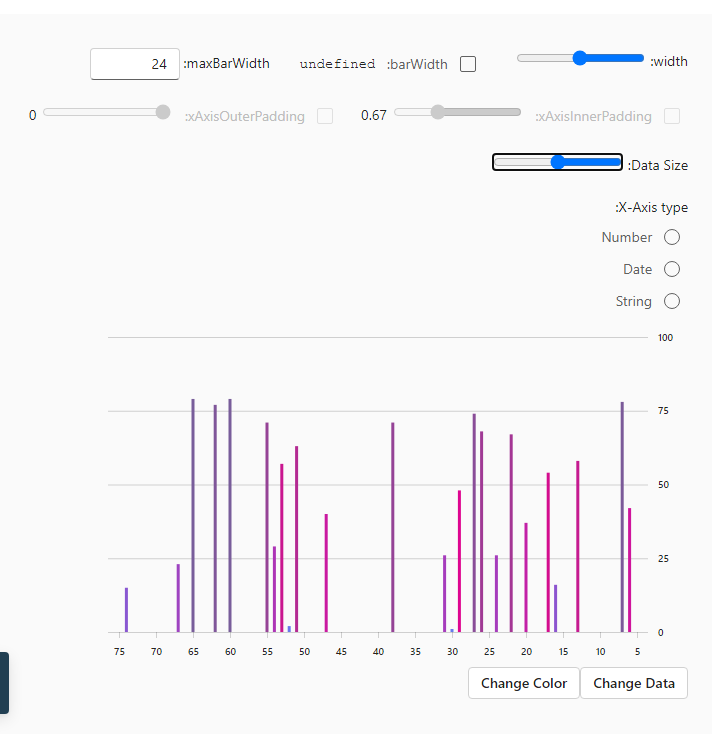 :width
:barWidth undefined
:maxBarWidth 24
:xAxisInnerPadding 0.67
:xAxisOuterPadding 0
:Data Size
:X-Axis type
Number
Date
String
100
75
50
25
0
75 70 65 60 55 50 45 40 35 30 25 20 15 10 5
Change Color Change Data